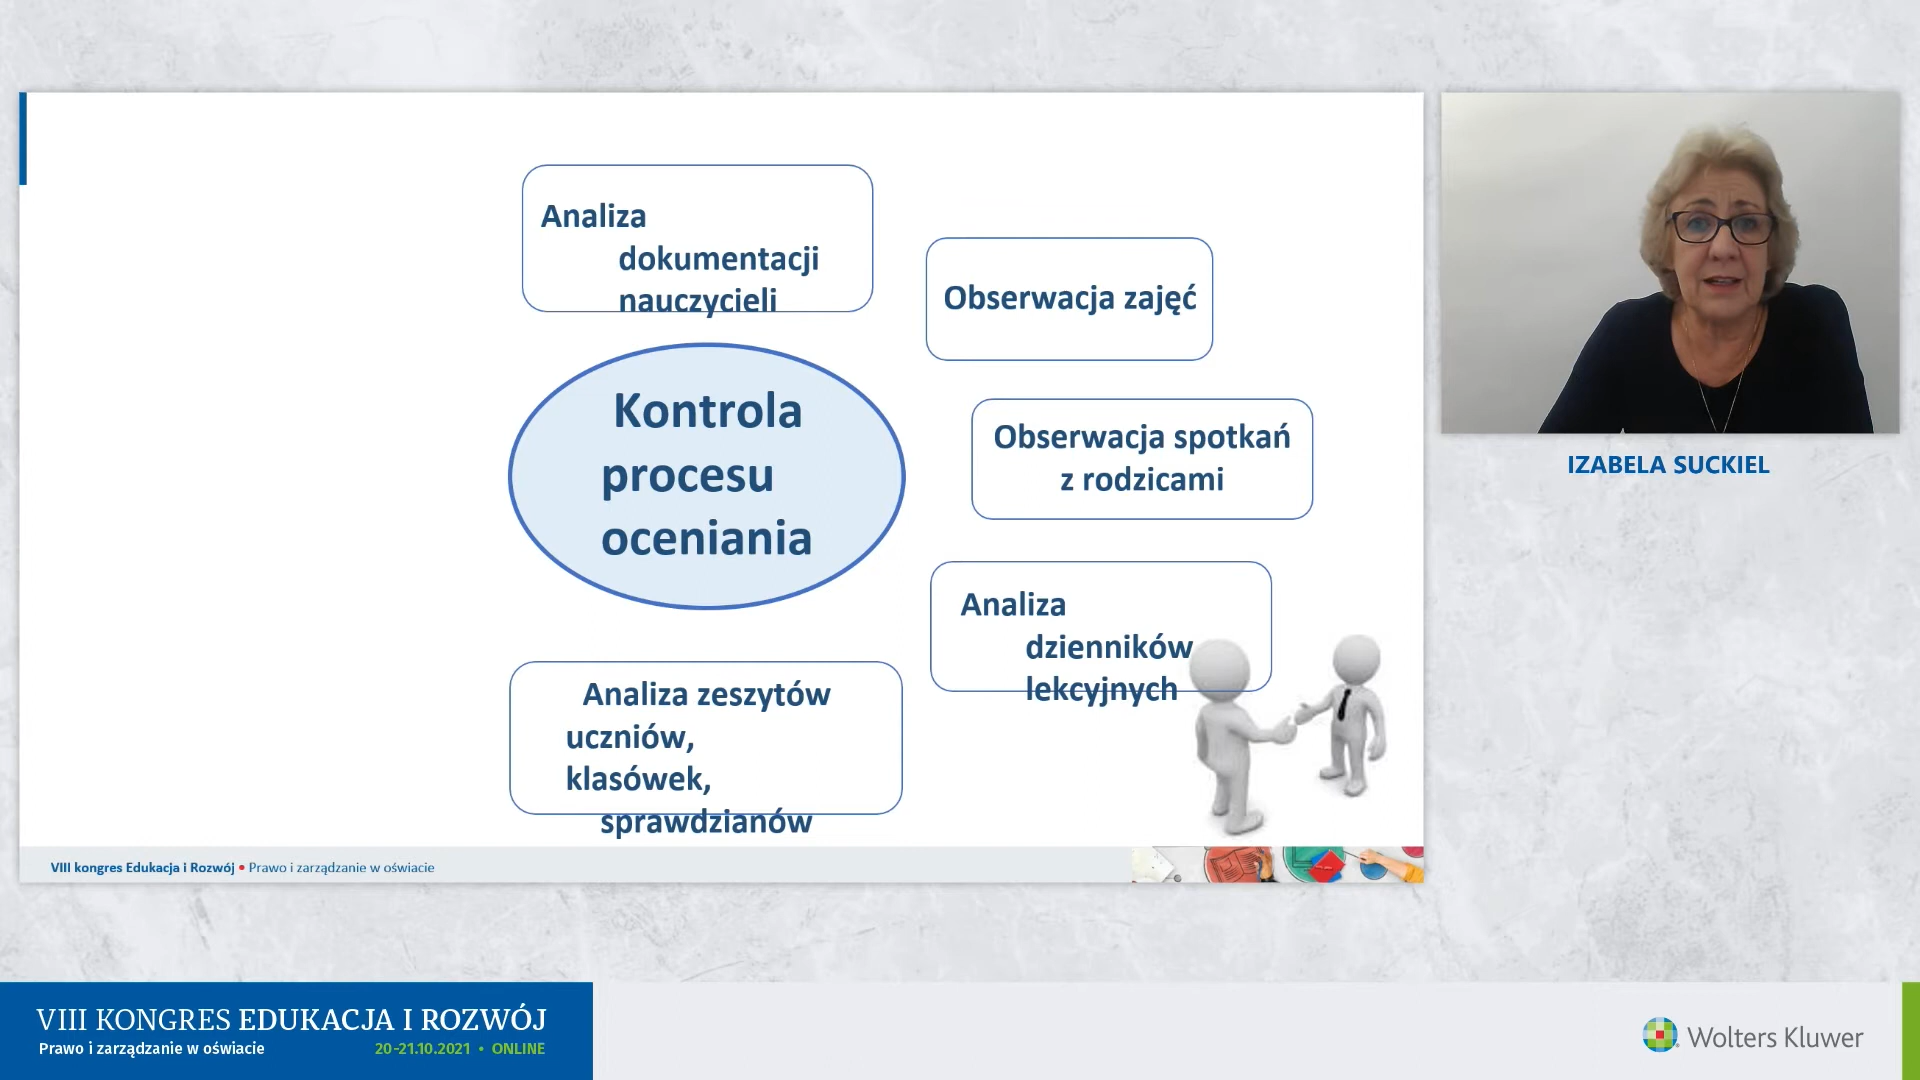 Analiza
dokumentacji
nauczycieli
Obserwacja zajęć
Kontrola
procesu
oceniania
Obserwacja spotkań
z rodzicami
Analiza
dzienników
lekcyjnych
Analiza zeszytów
uczniów,
klasówek,
sprawdzianów
VIII kongres Edukacja i Rozwój • Prawo i zarządzanie w oświacie
IZABELA SUCKIEL
VIII KONGRES EDUKACJA I ROZWÓJ
Prawo i zarządzanie w oświacie 20-21.10.2021 • ONLINE
Wolters Kluwer